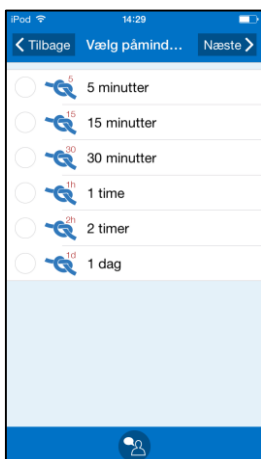 iPod 14:29
Tilbage Vælg påmind... Næste
5 5 minutter
15 15 minutter
30 30 minutter
1h 1 time
2h 2 timer
1d 1 dag